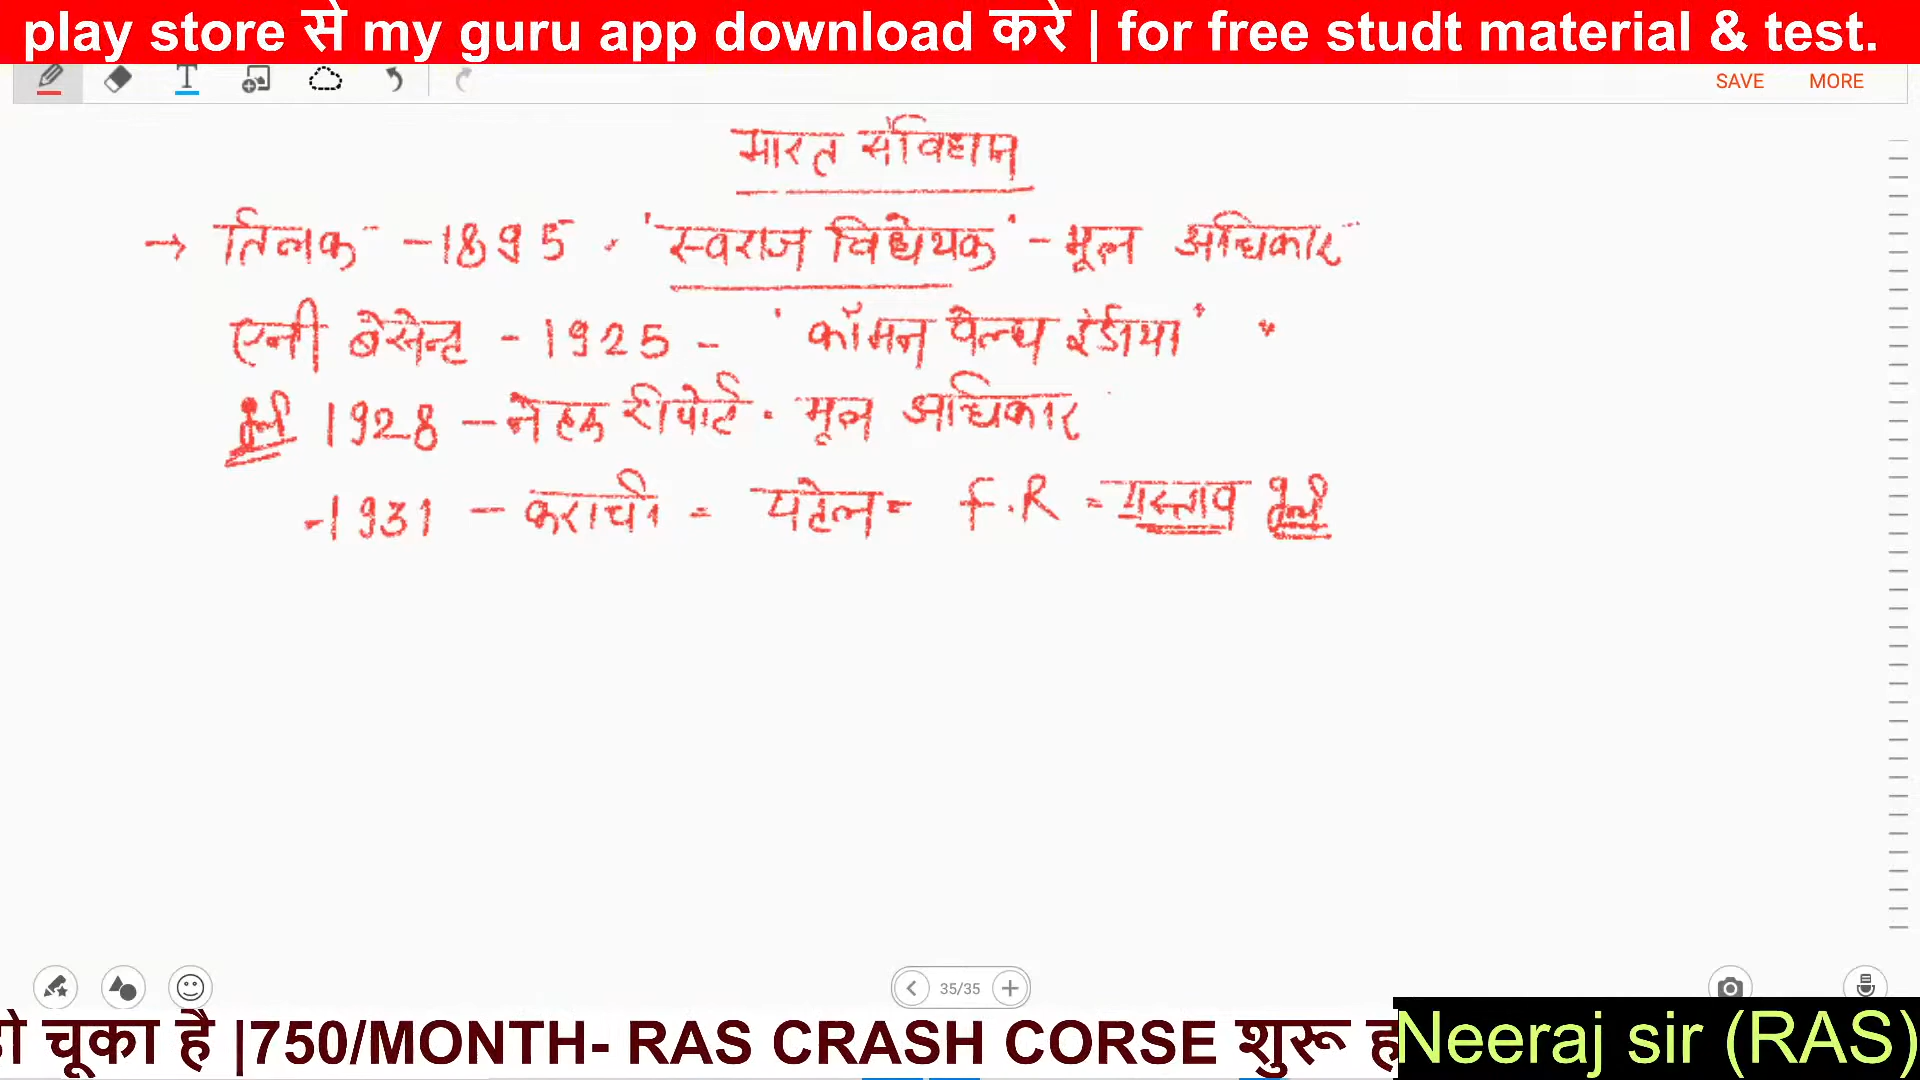 play store से my guru app download करे | for free studt material & test.
SAVE MORE
भारत संविधान
→ तिलक - 1895 - 'स्वराज विधेयक' - मूल अधिकार
एनी बेसेन्ट - 1925 - 'कॉमन वेल्थ इंडीया'
1928 - नेहरू रीपोर्ट - मूल अधिकार
- 1931 - कराची = पटेल = F.R = प्रस्ताव
35/35
हो चूका है |750/MONTH- RAS CRASH CORSE शुरू ह
Neeraj sir (RAS)